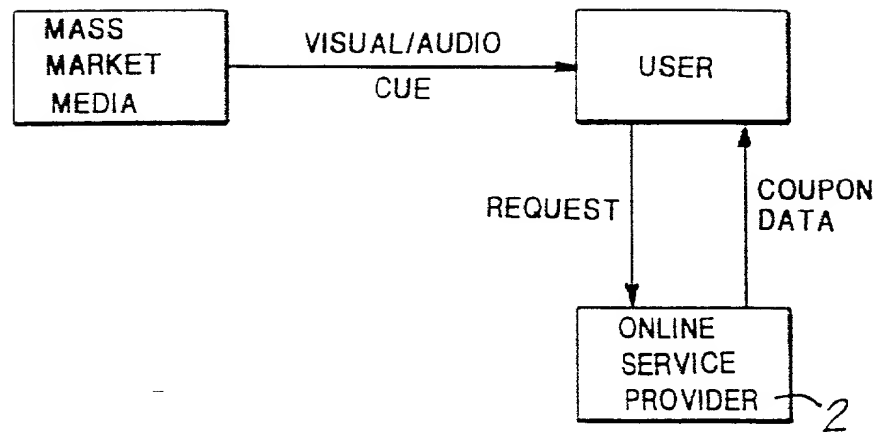 MASS
MARKET
MEDIA
VISUAL/AUDIO
CUE
USER
REQUEST
COUPON
DATA
ONLINE
SERVICE
PROVIDER
2